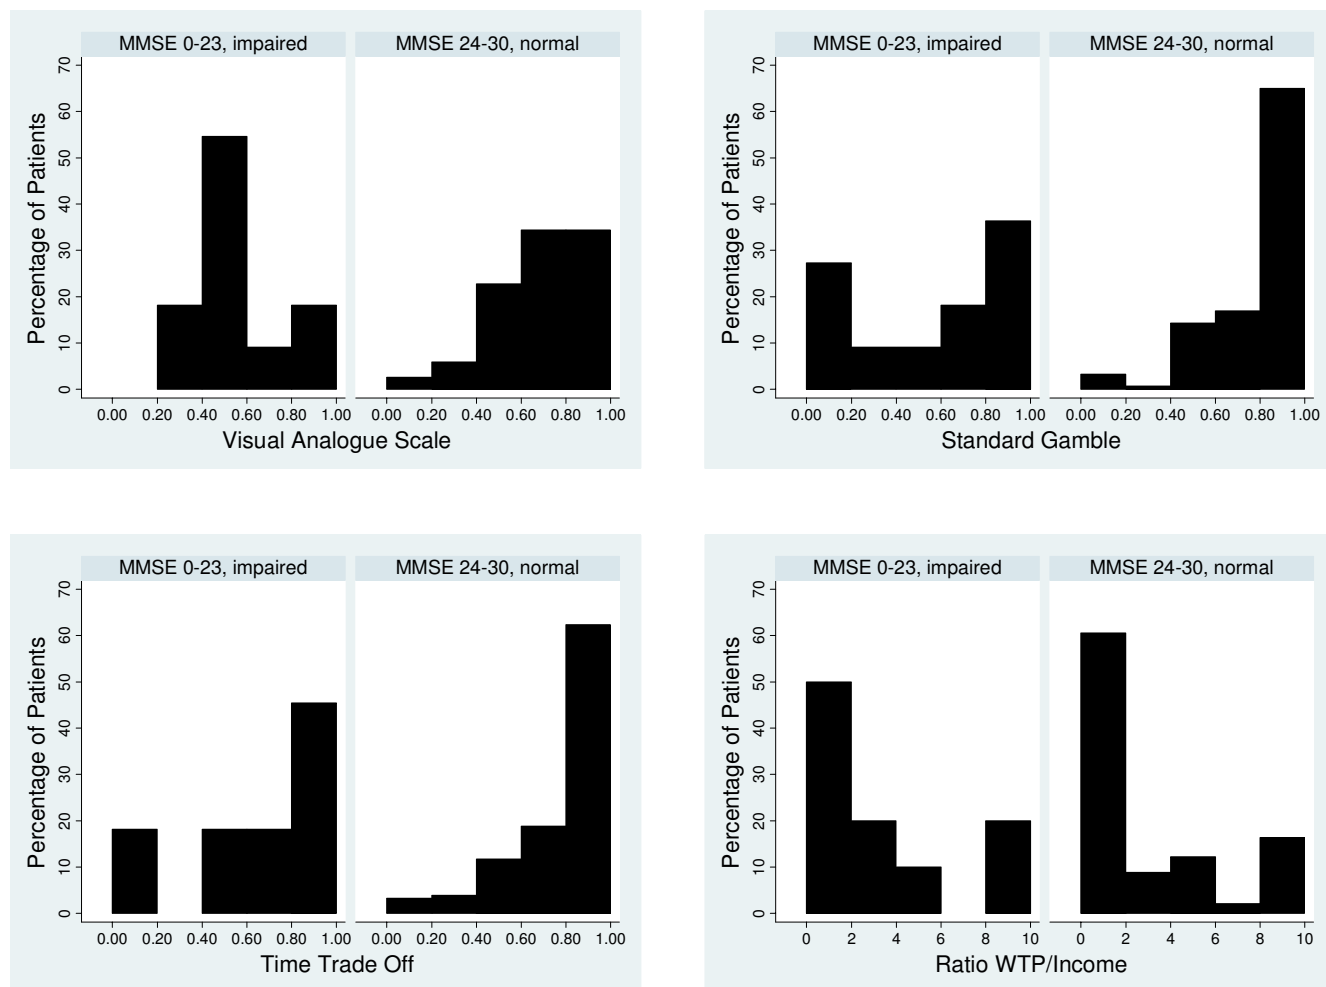 MMSE 0-23, impaired MMSE 24-30, normal
Percentage of Patients
70
60
50
40
30
20
10
0
0.00 0.20 0.40 0.60 0.80 1.00 0.00 0.20 0.40 0.60 0.80 1.00
Visual Analogue Scale
MMSE 0-23, impaired MMSE 24-30, normal
Percentage of Patients
70
60
50
40
30
20
10
0
0.00 0.20 0.40 0.60 0.80 1.00 0.00 0.20 0.40 0.60 0.80 1.00
Standard Gamble
MMSE 0-23, impaired MMSE 24-30, normal
Percentage of Patients
70
60
50
40
30
20
10
0
0.00 0.20 0.40 0.60 0.80 1.00 0.00 0.20 0.40 0.60 0.80 1.00
Time Trade Off
MMSE 0-23, impaired MMSE 24-30, normal
Percentage of Patients
70
60
50
40
30
20
10
0
0 2 4 6 8 10 0 2 4 6 8 10
Ratio WTP/Income